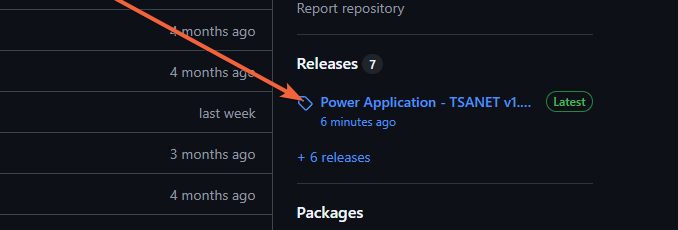 Report repository
4 months ago
Releases 7
4 months ago
Power Application - TSANET v1.... Latest
last week
6 minutes ago
3 months ago
+ 6 releases
4 months ago
Packages